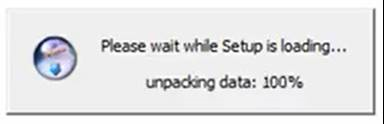 Please wait while Setup is loading...
unpacking data: 100%